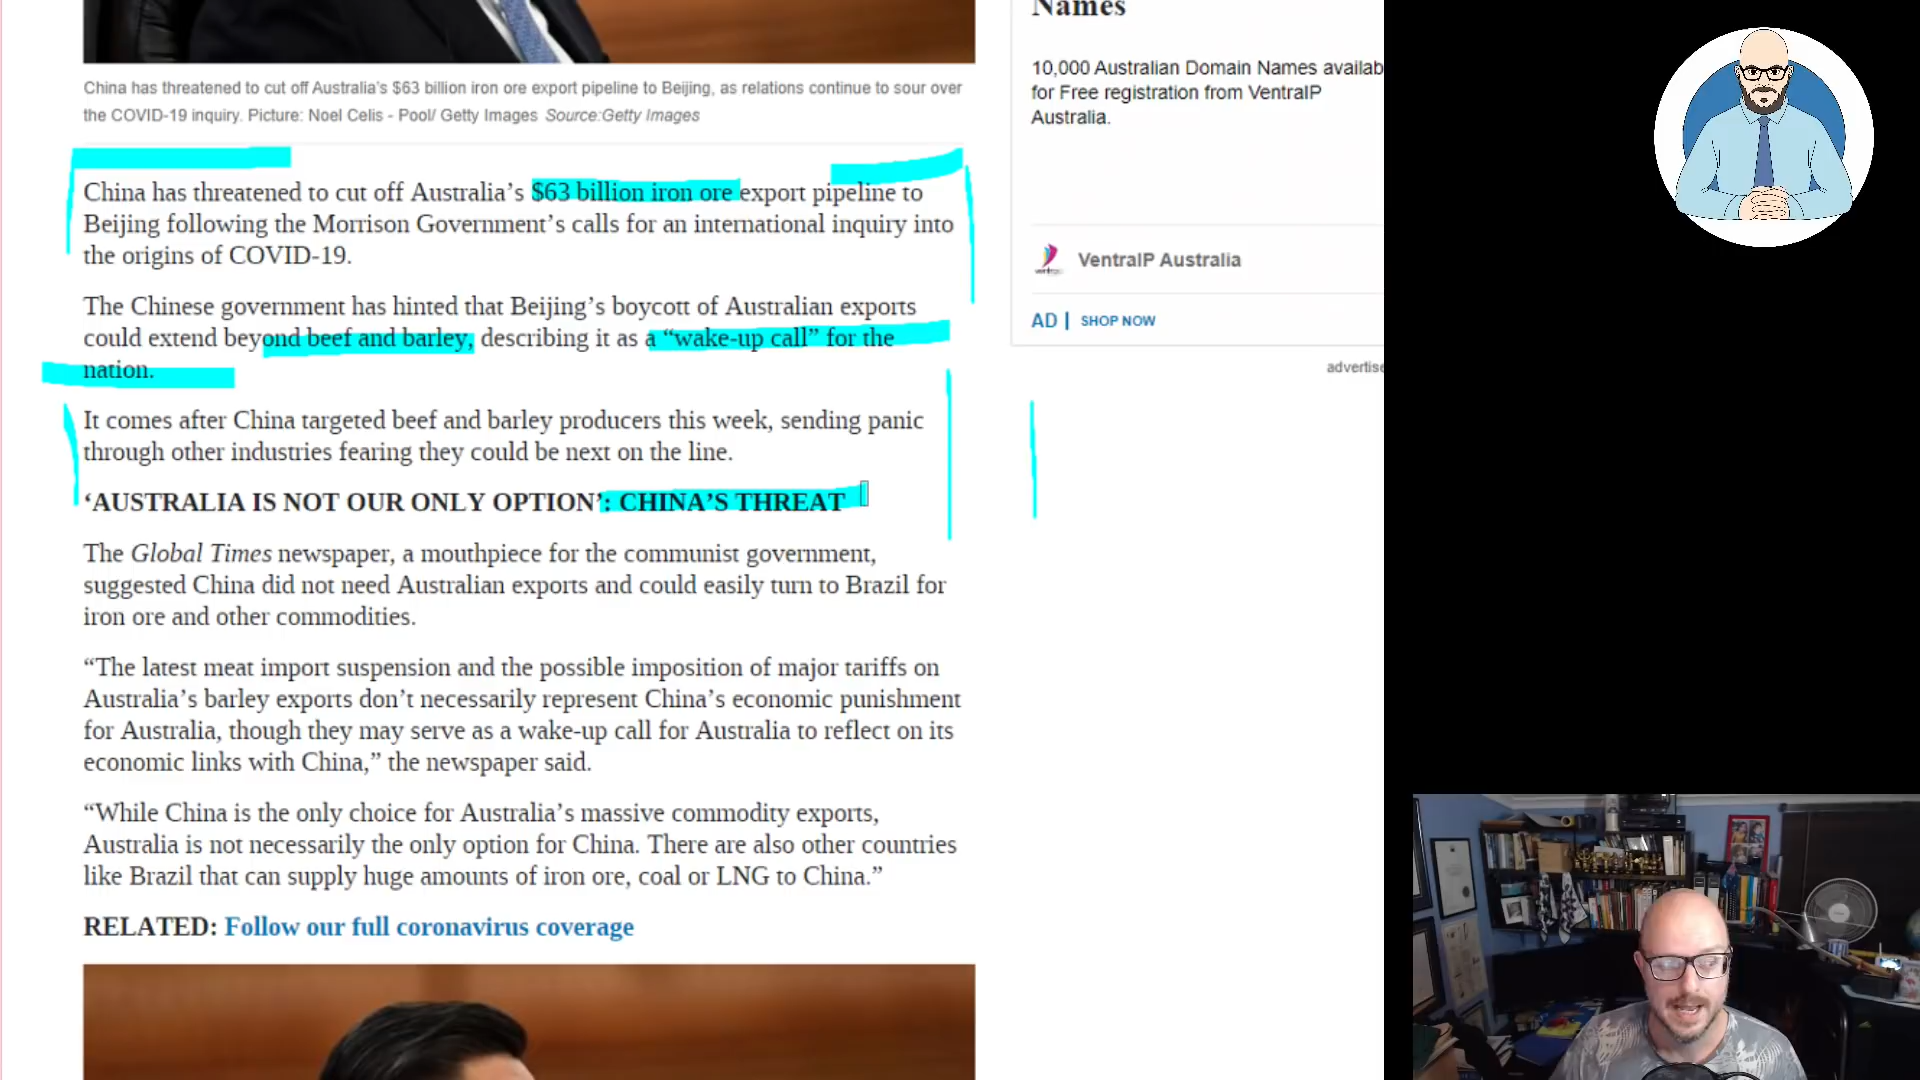 China has threatened to cut off Australia's $63 billion iron ore export pipeline to Beijing, as relations continue to sour over
the COVID-19 inquiry. Picture: Noel Celis - Pool/ Getty Images Source:Getty Images
China has threatened to cut off Australia’s $63 billion iron ore export pipeline to
Beijing following the Morrison Government’s calls for an international inquiry into
the origins of COVID-19.
The Chinese government has hinted that Beijing’s boycott of Australian exports
could extend beyond beef and barley, describing it as a “wake-up call” for the
nation.
It comes after China targeted beef and barley producers this week, sending panic
through other industries fearing they could be next on the line.
‘AUSTRALIA IS NOT OUR ONLY OPTION’: CHINA’S THREAT
The Global Times newspaper, a mouthpiece for the communist government,
suggested China did not need Australian exports and could easily turn to Brazil for
iron ore and other commodities.
“The latest meat import suspension and the possible imposition of major tariffs on
Australia’s barley exports don’t necessarily represent China’s economic punishment
for Australia, though they may serve as a wake-up call for Australia to reflect on its
economic links with China,” the newspaper said.
“While China is the only choice for Australia’s massive commodity exports,
Australia is not necessarily the only option for China. There are also other countries
like Brazil that can supply huge amounts of iron ore, coal or LNG to China.”
RELATED: Follow our full coronavirus coverage
Names
10,000 Australian Domain Names availab
for Free registration from VentraIP
Australia.
VentraIP Australia
AD | SHOP NOW
advertise